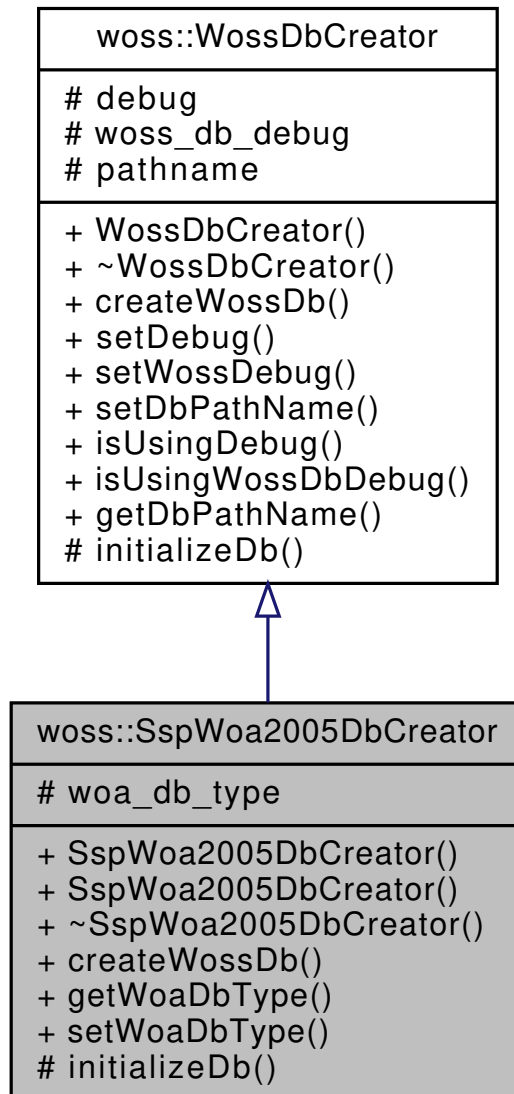 woss::WossDbCreator
# debug
# woss_db_debug
# pathname
+ WossDbCreator()
+ ~WossDbCreator()
+ createWossDb()
+ setDebug()
+ setWossDebug()
+ setDbPathName()
+ isUsingDebug()
+ isUsingWossDbDebug()
+ getDbPathName()
# initializeDb()
woss::SspWoa2005DbCreator
# woa_db_type
+ SspWoa2005DbCreator()
+ SspWoa2005DbCreator()
+ ~SspWoa2005DbCreator()
+ createWossDb()
+ getWoaDbType()
+ setWoaDbType()
# initializeDb()